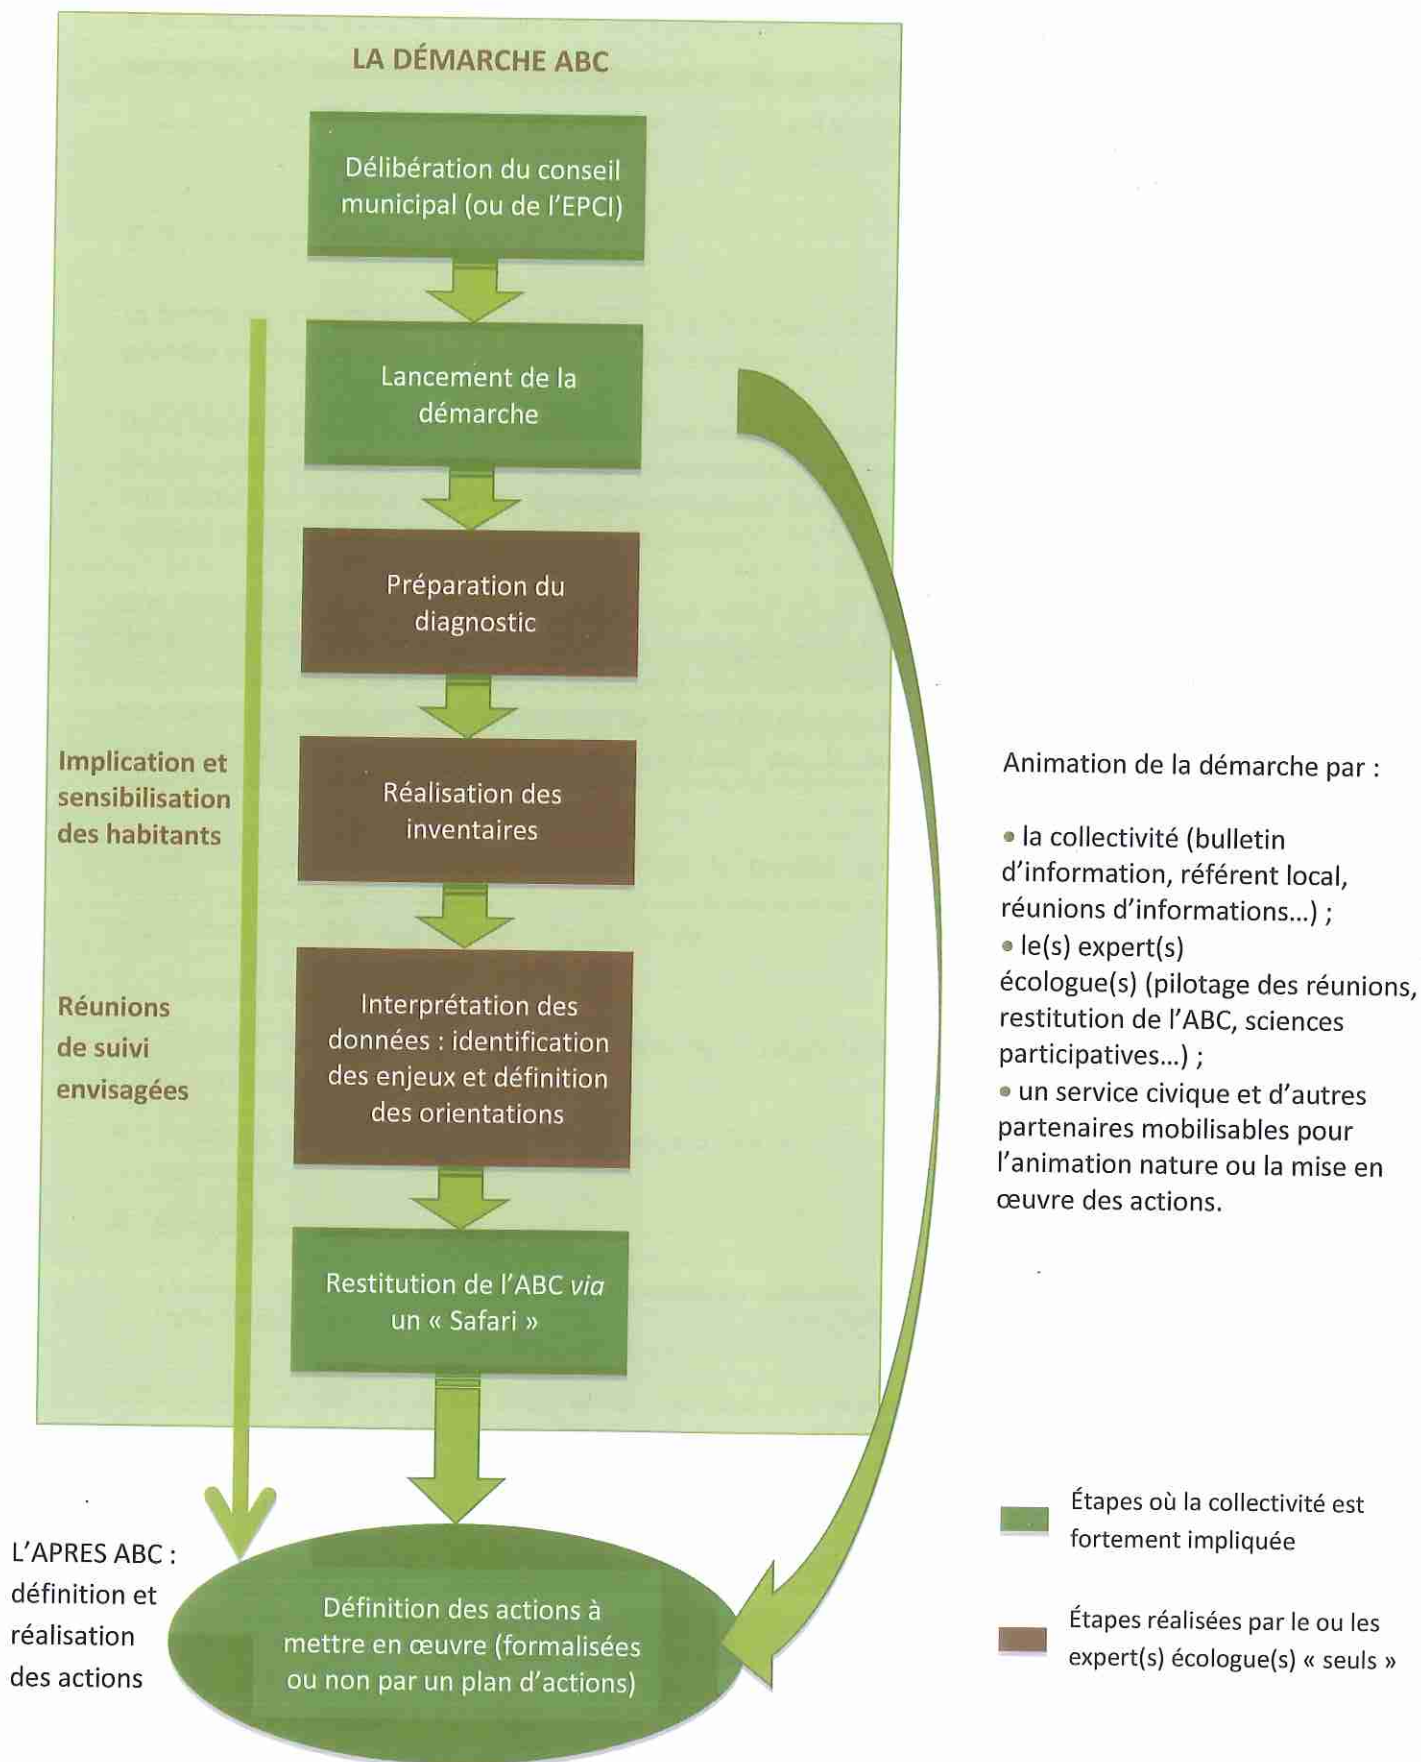 LA DÉMARCHE ABC
Délibération du conseil
municipal (ou de l'EPCI)
Lancement de la
démarche
Préparation du
diagnostic
Réalisation des
inventaires
Interprétation des
données : identification
des enjeux et définition
des orientations
Restitution de l'ABC via
un « Safari »
Implication et
sensibilisation
des habitants
Réunions
de suivi
envisagées
Animation de la démarche par :
• la collectivité (bulletin
d'information, référent local,
réunions d'informations...) ;
• le(s) expert(s)
écologue(s) (pilotage des réunions,
restitution de l'ABC, sciences
participatives...) ;
• un service civique et d'autres
partenaires mobilisables pour
l'animation nature ou la mise en
œuvre des actions.
L'APRES ABC :
définition et
réalisation
des actions
Définition des actions à
mettre en œuvre (formalisées
ou non par un plan d'actions)
Étapes où la collectivité est
fortement impliquée
Étapes réalisées par le ou les
expert(s) écologue(s) « seuls »